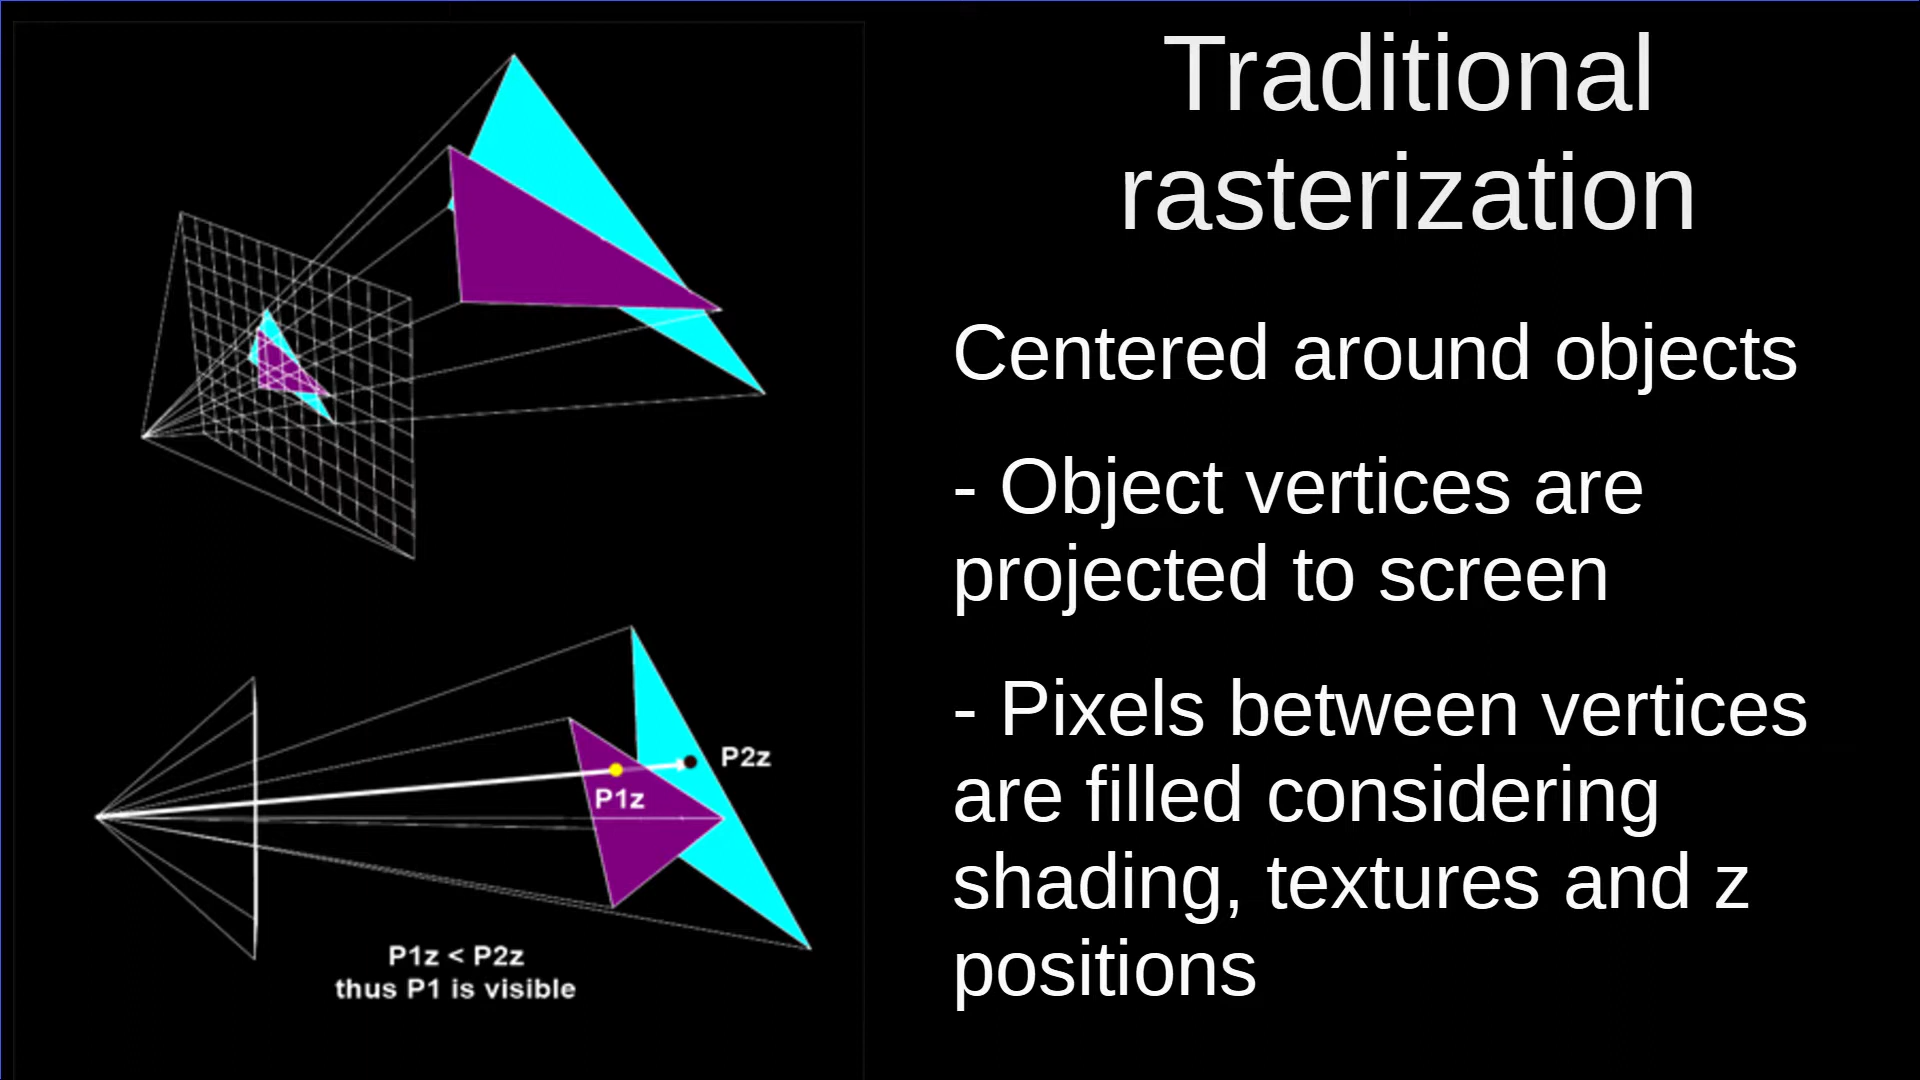 Traditional
rasterization
Centered around objects
- Object vertices are
projected to screen
- Pixels between vertices
are filled considering
shading, textures and z
positions
P2z
P1z
P1z < P2z
thus P1 is visible